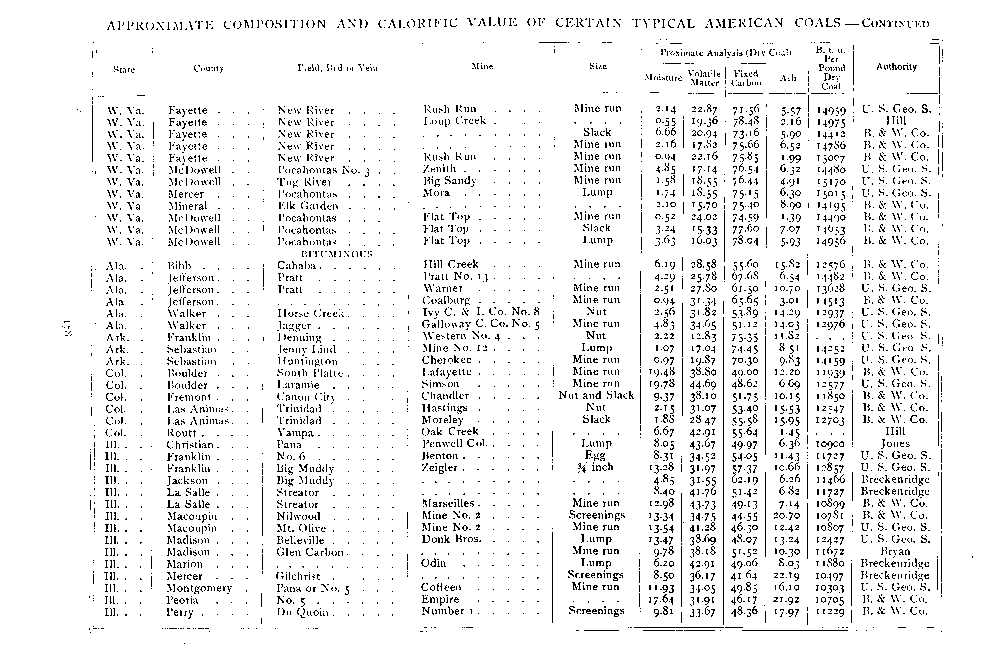 APPROXIMATE COMPOSITION AND CALORIFIC VALUE OF CERTAIN TYPICAL AMERICAN COALS—CONTINUED
State County Field, Bed or Vein Mine Size Proximate Analysis (Dry Coal) B. t. u. Per Pound Dry Coal Authority
Moisture Volatile Matter Fixed Carbon Ash
W. Va. Fayette . . . New River . . . . Rush Run . . . . . Mine run 2.14 22.87 71.56 5.57 14959 U. S. Geo. S.
W. Va. Fayette . . . New River . . . . Loup Creek . . . . . . . . . 0.55 19.36 78.48 2.16 14975 Hill
W. Va. Fayette . . . New River . . . . . . . . . . . . Slack 6.66 20.94 73.16 5.90 14412 B. & W. Co.
W. Va. Fayette . . . New River . . . . . . . . . . . . Mine run 2.16 17.82 75.66 6.52 14786 B. & W. Co.
W. Va. Fayette . . . New River . . . . Rush Run . . . . . Mine run 0.94 22.16 75.85 1.99 15007 B. & W. Co.
W. Va. McDowell . . Pocahontas No. 3 . . Zenith . . . . . . Mine run 4.85 17.14 76.54 6.32 14480 U. S. Geo. S.
W. Va. McDowell . . Tug River . . . . Big Sandy . . . . . Mine run 1.58 18.55 76.44 4.91 15170 U. S. Geo. S.
W. Va. Mercer . . . Pocahontas . . . . Mora . . . . . . Lump 1.74 18.55 75.15 6.30 15015 U. S. Geo. S.
W. Va. Mineral . . . Elk Garden . . . . . . . . . . . . . . . . 2.10 15.70 75.40 8.90 14195 B. & W. Co.
W. Va. McDowell . . Pocahontas . . . . Flat Top . . . . . Mine run 0.52 24.02 74.59 1.39 14490 B. & W. Co.
W. Va. McDowell . . Pocahontas . . . . Flat Top . . . . . Slack 3.24 15.33 77.60 7.07 14653 B. & W. Co.
W. Va. McDowell . . Pocahontas . . . . Flat Top . . . . . Lump 3.63 16.03 78.04 5.93 14956 B. & W. Co.
BITUMINOUS
Ala. . . Bibb . . . . Cahaba . . . . . Hill Creek . . . . . Mine run 6.19 28.58 55.60 15.82 12576 B. & W. Co.
Ala. . . Jefferson . . . Pratt . . . . . . Pratt No. 13 . . . . . . . . 4.29 25.78 67.68 6.54 14482 B. & W. Co.
Ala. . . Jefferson . . . Pratt . . . . . . Warner . . . . . Mine run 2.51 27.80 61.50 10.70 13628 U. S. Geo. S.
Ala. . . Jefferson . . . . . . . . . . Coalburg . . . . . Mine run 0.94 31.34 65.65 3.01 14513 B. & W. Co.
Ala. . . Walker . . . Horse Creek . . . . Ivy C. & I. Co. No. 8 Nut 2.56 31.82 53.89 14.29 12937 U. S. Geo. S.
Ala. . . Walker . . . Jagger . . . . . Galloway C. Co. No. 5 Mine run 4.83 34.65 51.12 14.03 12976 U. S. Geo. S.
Ark. . . Franklin . . . Denning . . . . . Western No. 4 . . . Nut 2.22 12.83 75.35 11.82 . . . U. S. Geo. S.
Ark. . . Sebastian . . . Jenny Lind . . . . Mine No. 12 . . . . Lump 1.07 17.04 74.45 8.51 14252 U. S. Geo. S.
Ark. . . Sebastian . . . Huntington . . . . Cherokee . . . . . Mine run 0.97 19.87 70.30 9.83 14159 U. S. Geo. S.
Col. . . Boulder . . . South Platte . . . . Lafayette . . . . . Mine run 19.48 38.80 49.00 12.20 11939 B. & W. Co.
Col. . . Boulder . . . Laramie . . . . . Simson . . . . . Mine run 19.78 44.69 48.62 6.69 12577 U. S. Geo. S.
Col. . . Fremont . . . Canon City . . . . Chandler . . . . . Nut and Slack 9.37 38.10 51.75 10.15 11850 B. & W. Co.
Col. . . Las Animas . . Trinidad . . . . . Hastings . . . . . Nut 2.15 31.07 53.40 15.53 12547 B. & W. Co.
Col. . . Las Animas . . Trinidad . . . . . Moreley . . . . . Slack 1.88 28.47 55.58 15.95 12703 B. & W. Co.
Col. . . Routt . . . . Yampa . . . . . Oak Creek . . . . . . . . 6.67 42.91 55.64 1.45 . . . Hill
Ill. . . Christian . . . Pana . . . . . . Penwell Col. . . . . Lump 8.05 43.67 49.97 6.36 10900 Jones
Ill. . . Franklin . . . No. 6 . . . . . Benton . . . . . Egg 8.31 34.52 54.05 11.43 11727 U. S. Geo. S.
Ill. . . Franklin . . . Big Muddy . . . . Zeigler . . . . . ¾ inch 13.28 31.97 57.37 10.66 12857 U. S. Geo. S.
Ill. . . Jackson . . . Big Muddy . . . . . . . . . . . . . . 4.85 31.55 62.19 6.26 11466 Breckenridge
Ill. . . La Salle . . . Streator . . . . . . . . . . . . . . . 8.40 41.76 51.42 6.82 11727 Breckenridge
Ill. . . La Salle . . . Streator . . . . . Marseilles . . . . . Mine run 12.98 43.73 49.13 7.14 10899 B. & W. Co.
Ill. . . Macoupin . . Nilwood . . . . . Mine No. 2 . . . . Screenings 13.34 34.75 44.55 20.70 10781 B. & W. Co.
Ill. . . Macoupin . . Mt. Olive . . . . . Mine No. 2 . . . . Mine run 13.54 41.28 46.30 12.42 10807 U. S. Geo. S.
Ill. . . Madison . . . Belleville . . . . . Donk Bros. . . . . Lump 13.47 38.69 48.07 13.24 12427 U. S. Geo. S.
Ill. . . Madison . . . Glen Carbon . . . . . . . . . . . . Mine run 9.78 38.18 51.52 10.30 11672 Bryan
Ill. . . Marion . . . . . . . . . . . Odin . . . . . . Lump 6.20 42.91 49.06 8.03 11880 Breckenridge
Ill. . . Mercer . . . Gilchrist . . . . . . . . . . . . Screenings 8.50 36.17 41.64 22.19 10497 Breckenridge
Ill. . . Montgomery . Pana or No. 5 . . . Coffeen . . . . . Mine run 11.93 34.05 49.85 16.10 10303 U. S. Geo. S.
Ill. . . Peoria . . . No. 5 . . . . . . Empire . . . . . . . . 17.64 31.91 46.17 21.92 10705 B. & W. Co.
Ill. . . Perry . . . . Du Quoin . . . . . Number 1 . . . . . Screenings 9.81 33.67 48.36 17.97 11229 B. & W. Co.